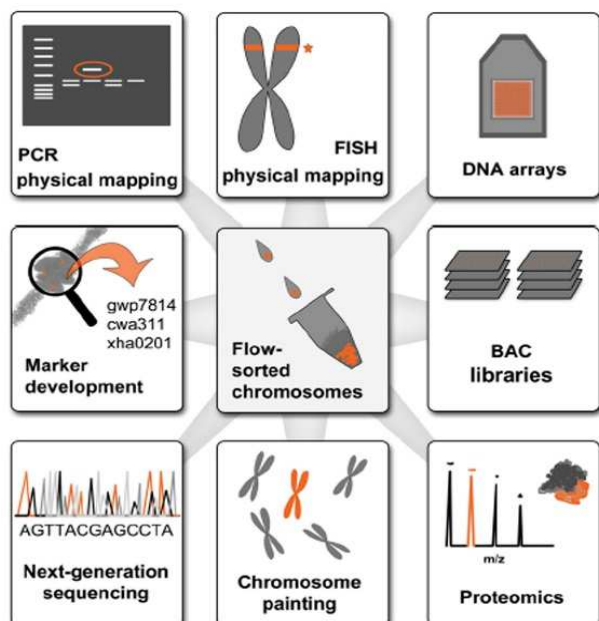 PCR
physical mapping
FISH
physical mapping
DNA arrays
gwp7814
cwa311
xha0201
Marker
development
Flow-
sorted
chromosomes
BAC
libraries
AGTTACGAGCCTA
Next-generation
sequencing
Chromosome
painting
m/z
Proteomics